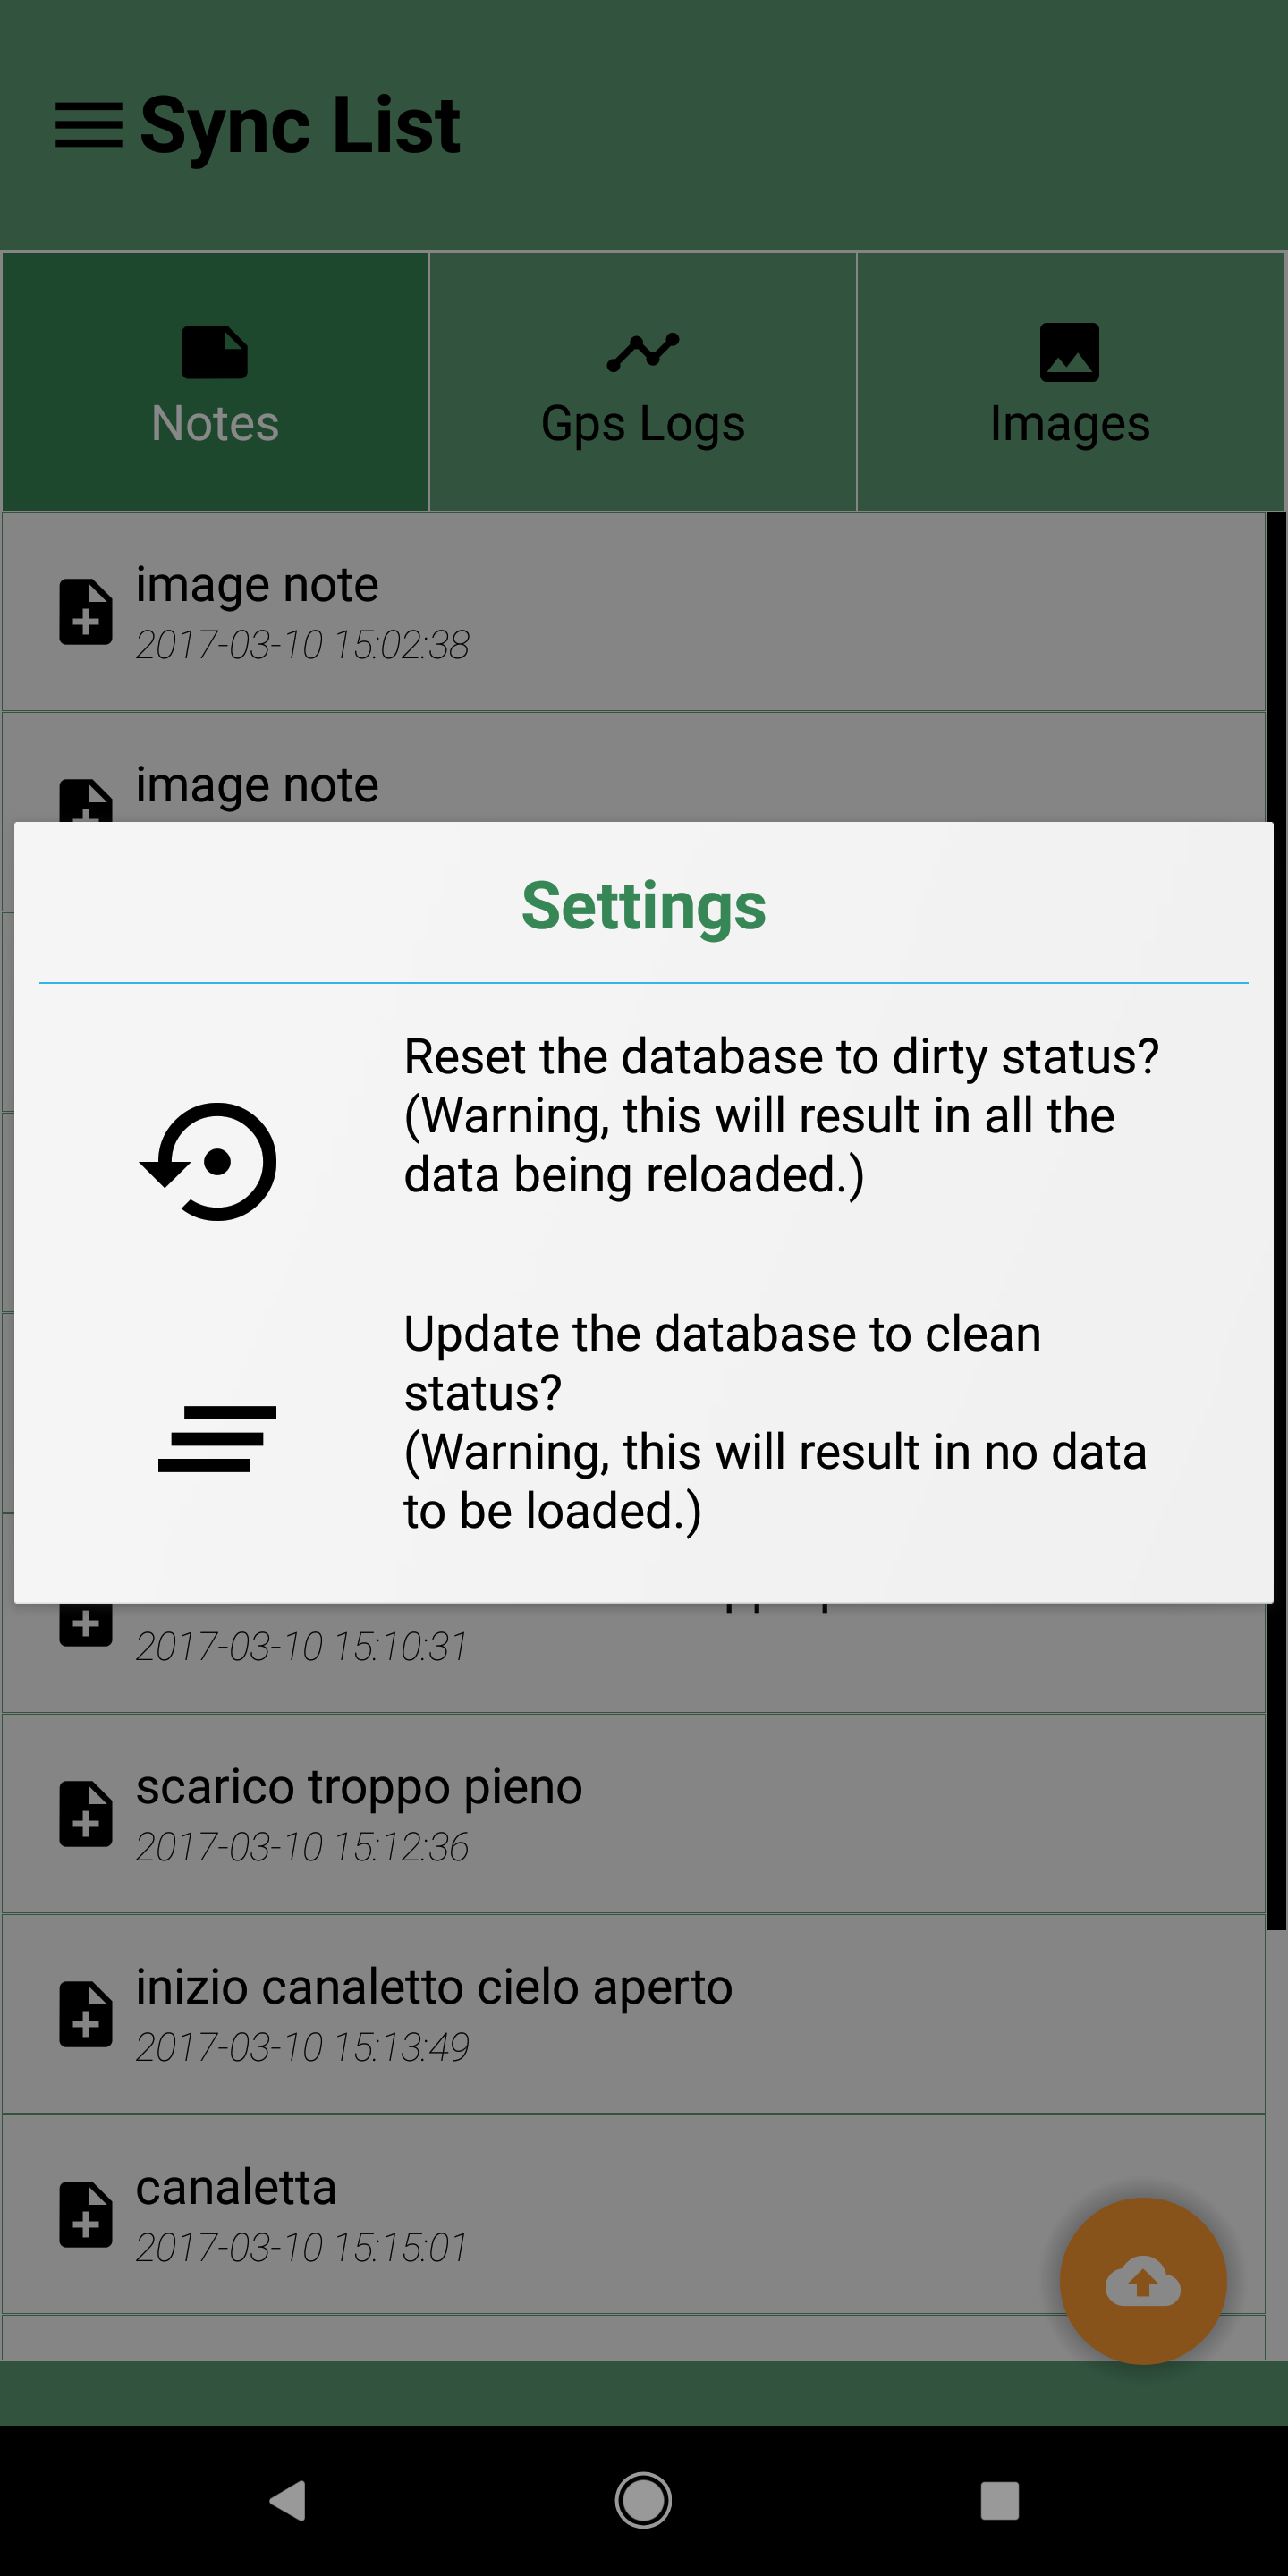 Sync List
Notes
Gps Logs
Images
image note
2017-03-10 15:02:38
image note
Settings
Reset the database to dirty status?
(Warning, this will result in all the
data being reloaded.)
Update the database to clean
status?
(Warning, this will result in no data
to be loaded.)
2017-03-10 15:10:31
scarico troppo pieno
2017-03-10 15:12:36
inizio canaletto cielo aperto
2017-03-10 15:13:49
canaletta
2017-03-10 15:15:01